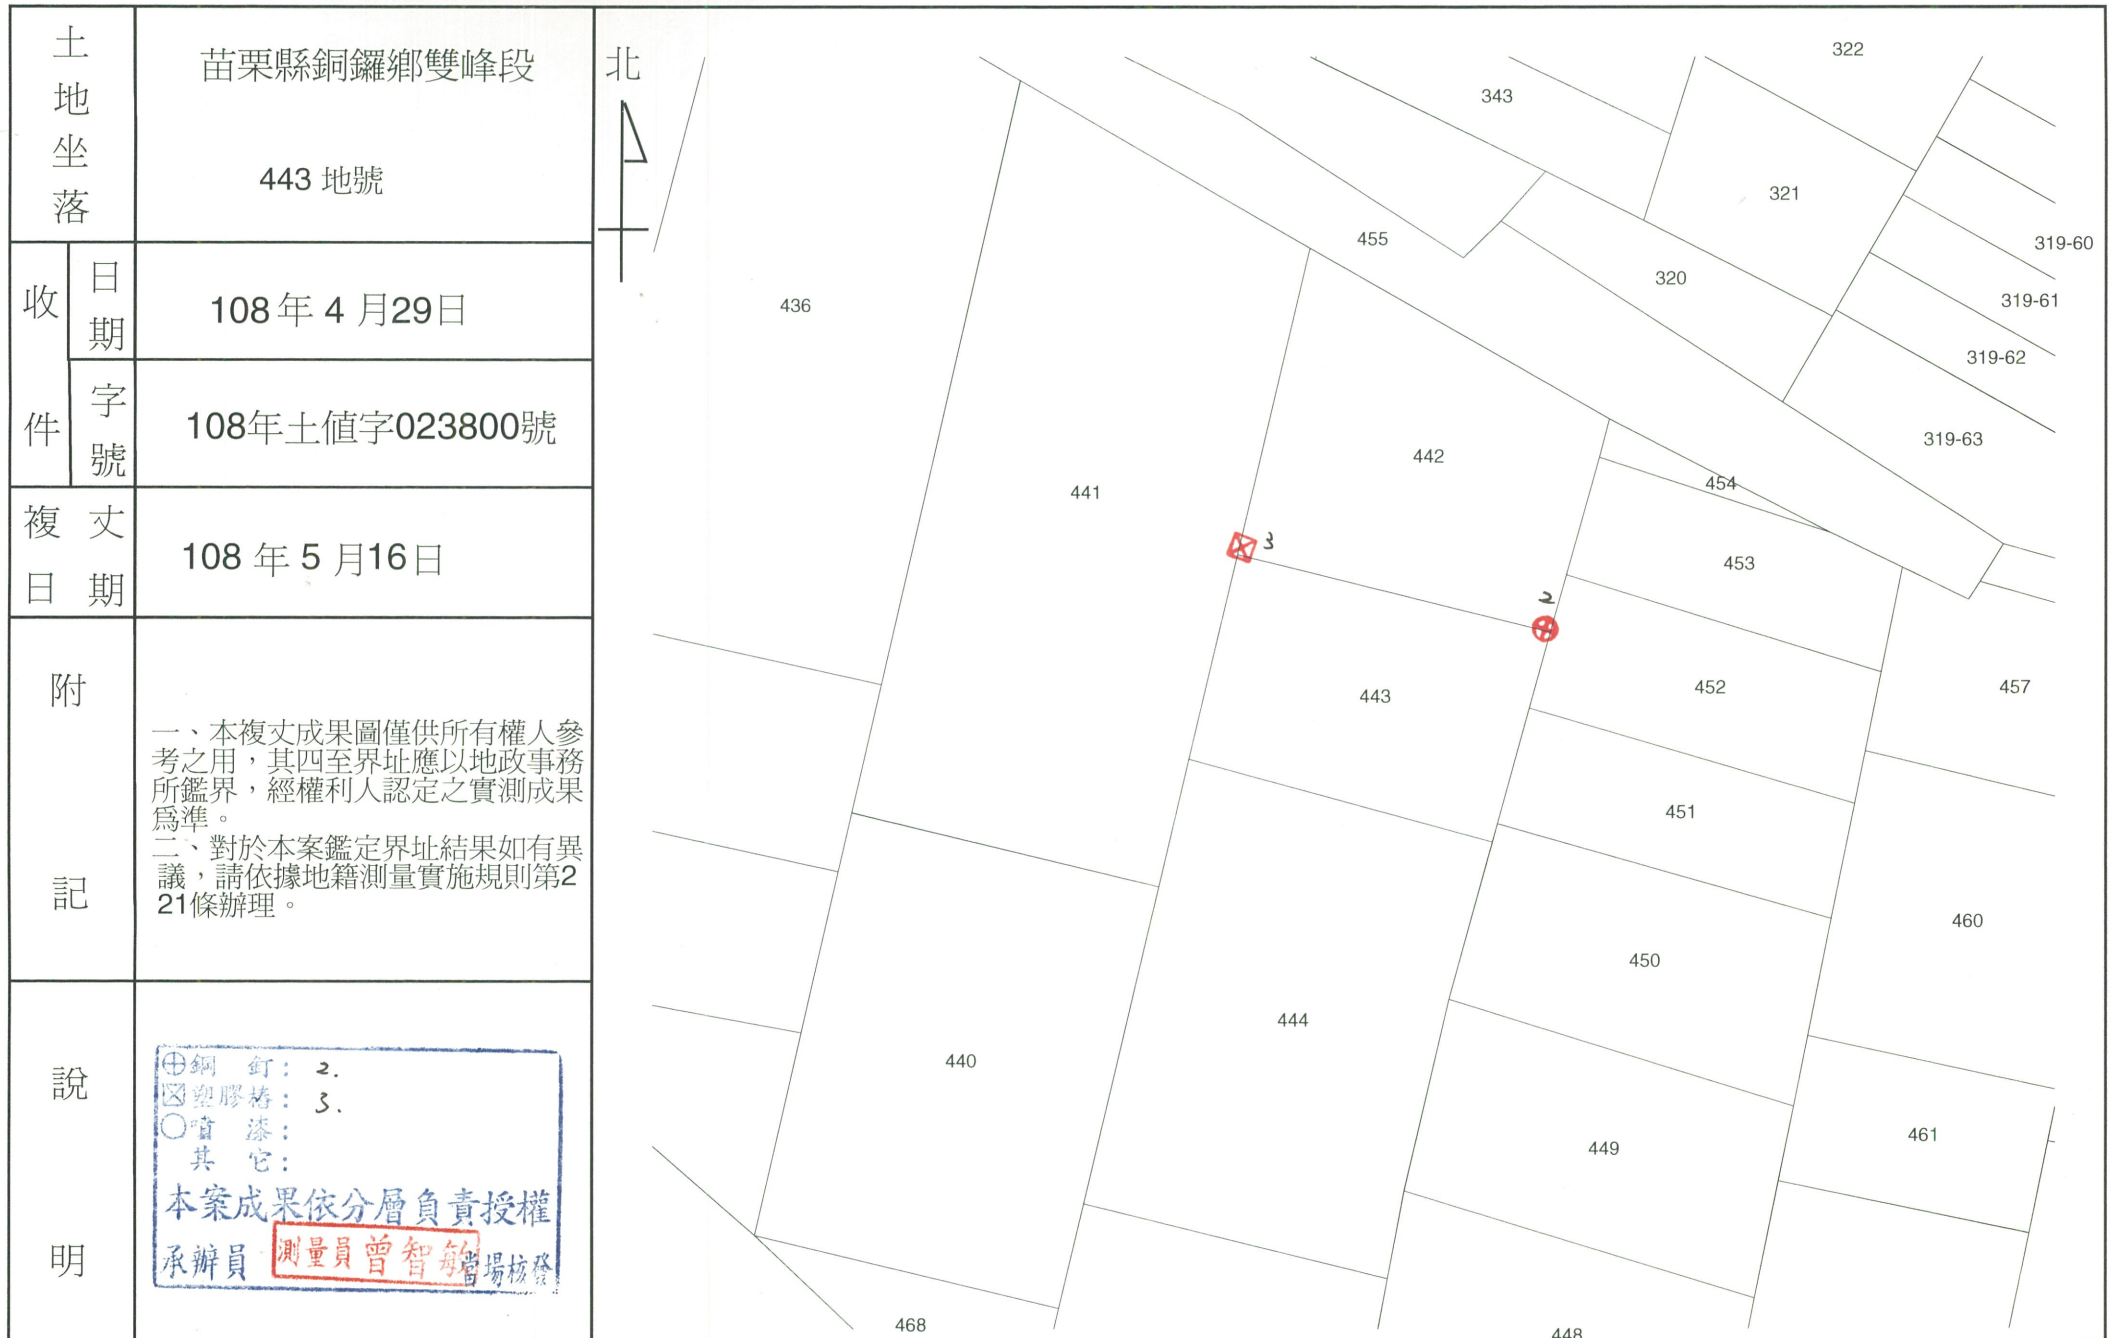 土地坐落
苗栗縣銅鑼鄉雙峰段
443 地號
收件
日期
108年 4 月29日
字號
108年土值字023800號
複丈日期
108 年 5 月16日
附記
一、本複丈成果圖僅供所有權人參
考之用，其四至界址應以地政事務
所鑑界，經權利人認定之實測成果
為準。
二、對於本案鑑定界址結果如有異
議，請依據地籍測量實施規則第2
21條辦理。
說明
鋼 釘： 2.
塑膠樁： 3.
噴 漆：
其 它：
本案成果依分層負責授權
承辦員 測量員曾智敏 當場核發
北
322
343
321
319-60
455
320
319-61
436
319-62
319-63
442
454
441
3
453
2
452
457
443
451
460
450
444
440
461
449
468
448